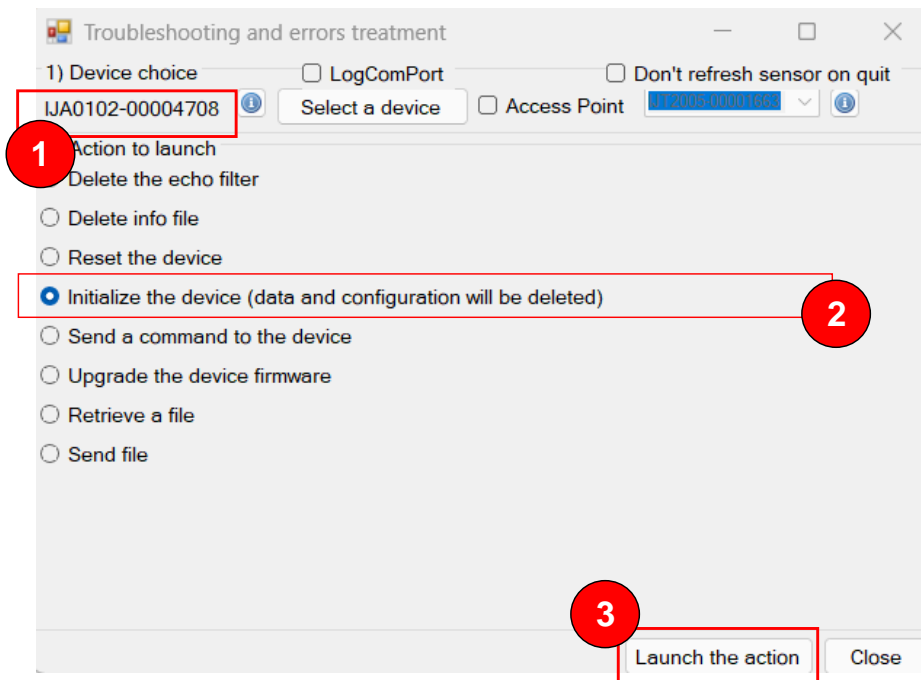 Troubleshooting and errors treatment
1) Device choice LogComPort Don't refresh sensor on quit
IJA0102-00004708 Select a device Access Point IJT2005-00001663
1 Action to launch
Delete the echo filter
Delete info file
Reset the device
Initialize the device (data and configuration will be deleted)
2
Send a command to the device
Upgrade the device firmware
Retrieve a file
Send file
3
Launch the action Close